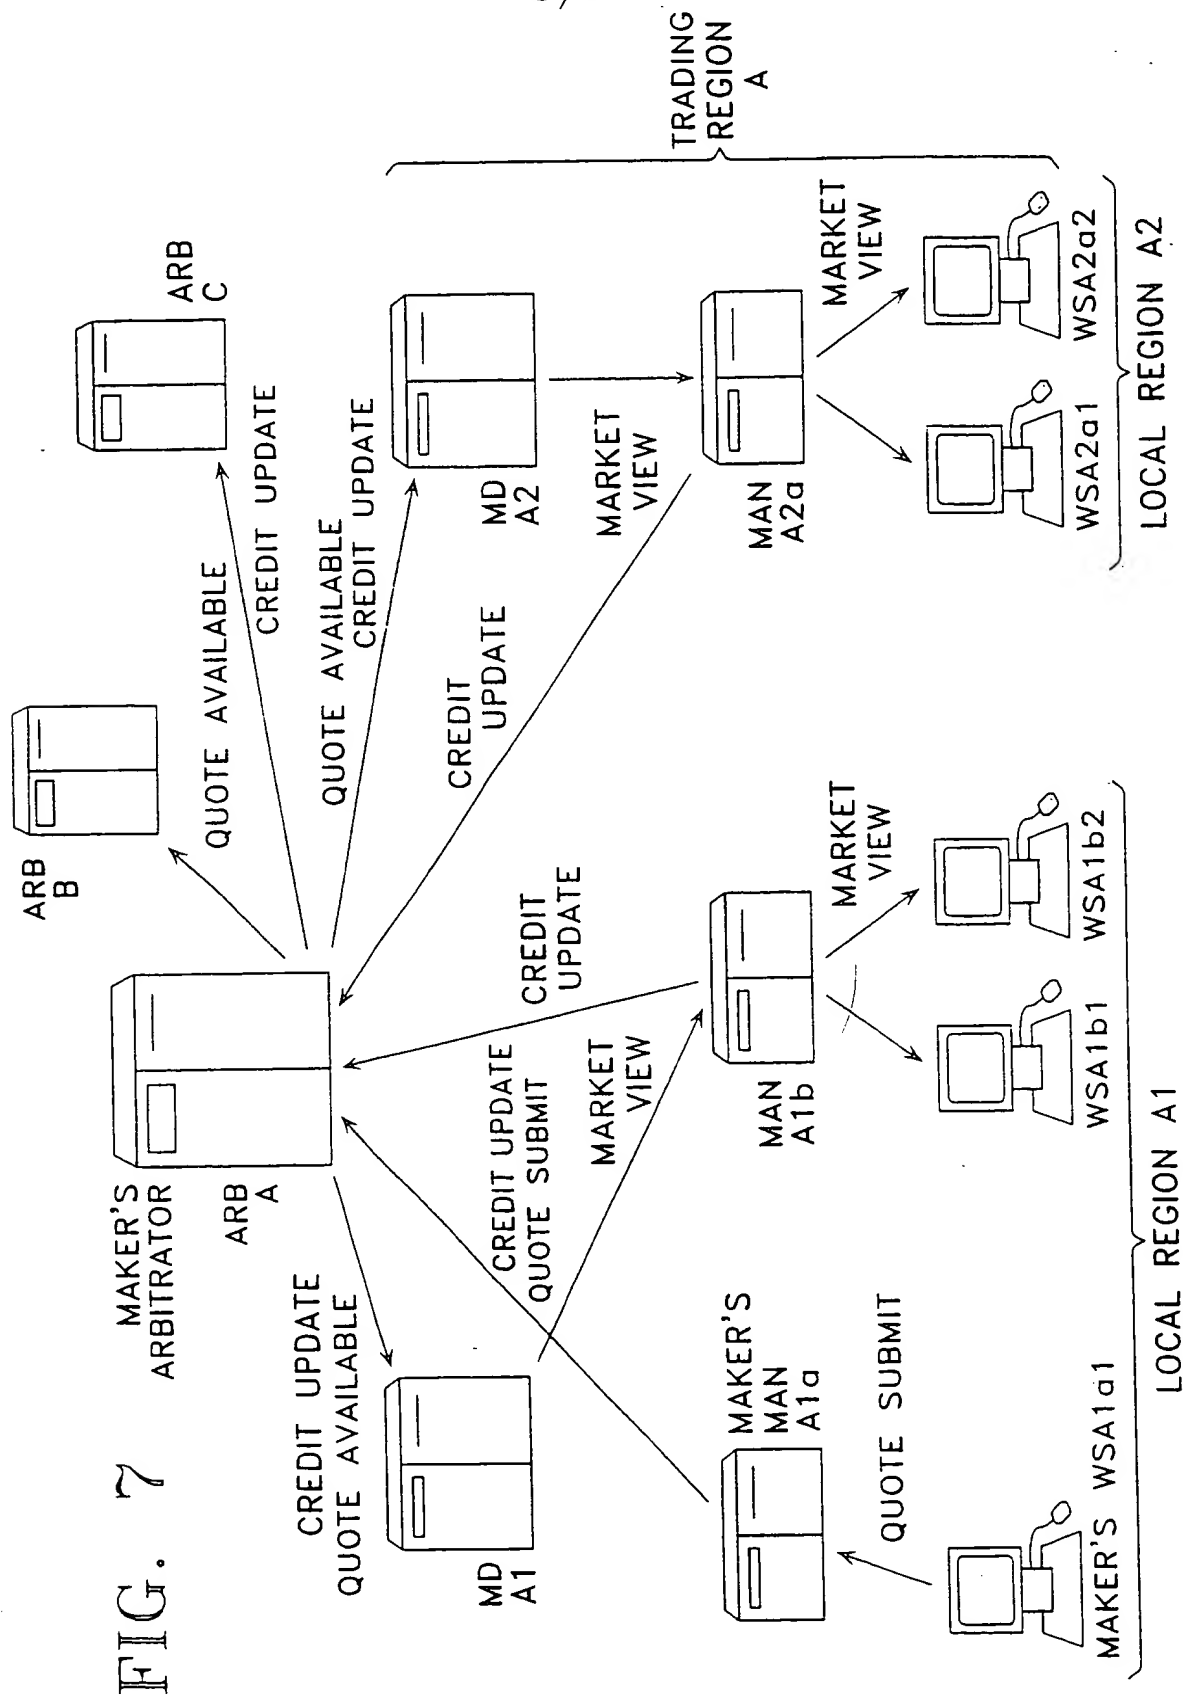 FIG. 7
MAKER'S
ARBITRATOR
ARB
A
ARB
B
ARB
C
QUOTE AVAILABLE
CREDIT UPDATE
QUOTE AVAILABLE
CREDIT UPDATE
CREDIT UPDATE
QUOTE AVAILABLE
MD
A1
MD
A2
TRADING
REGION
A
CREDIT
UPDATE
CREDIT
UPDATE
CREDIT UPDATE
QUOTE SUBMIT
MARKET
VIEW
MARKET
VIEW
MAKER'S
MAN
A1a
MAN
A1b
MAN
A2a
QUOTE SUBMIT
MARKET
VIEW
MARKET
VIEW
MAKER'S WSA1a1
WSA1b1
WSA1b2
WSA2a1
WSA2a2
LOCAL REGION A1
LOCAL REGION A2